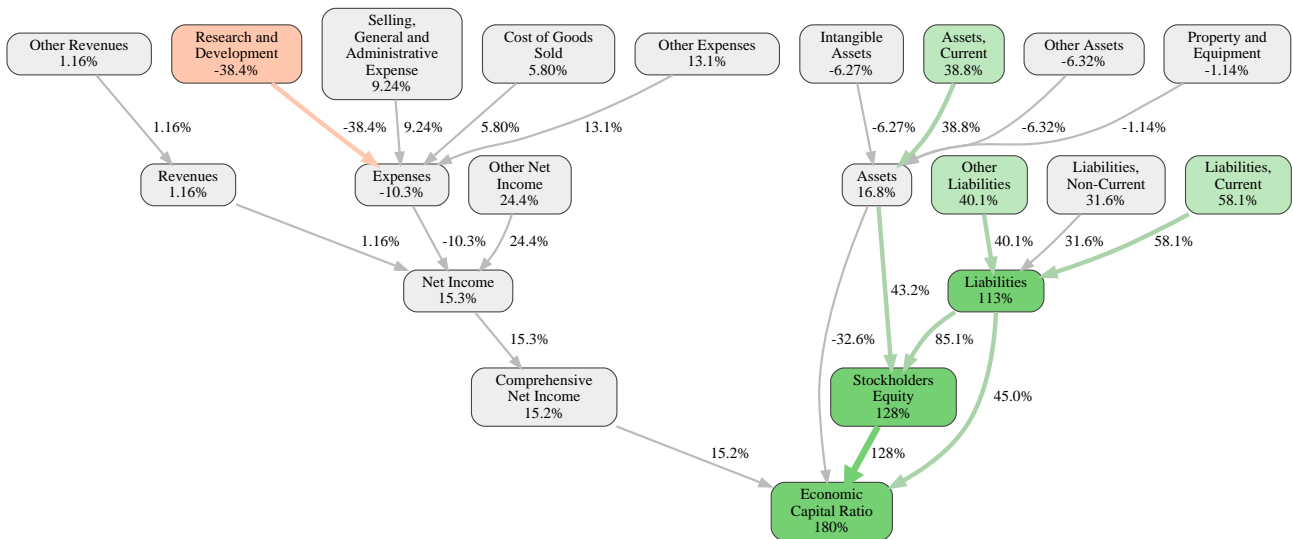 Other Revenues
1.16%
Research and
Development
-38.4%
Selling,
General and
Administrative
Expense
9.24%
Cost of Goods
Sold
5.80%
Other Expenses
13.1%
Intangible
Assets
-6.27%
Assets,
Current
38.8%
Other Assets
-6.32%
Property and
Equipment
-1.14%
1.16%
-38.4%
9.24%
5.80%
13.1%
-6.27%
38.8%
-6.32%
-1.14%
Revenues
1.16%
Expenses
-10.3%
Other Net
Income
24.4%
Assets
16.8%
Other
Liabilities
40.1%
Liabilities,
Non-Current
31.6%
Liabilities,
Current
58.1%
1.16%
-10.3%
24.4%
40.1%
31.6%
58.1%
Net Income
15.3%
Liabilities
113%
43.2%
15.3%
-32.6%
85.1%
Comprehensive
Net Income
15.2%
Stockholders
Equity
128%
45.0%
15.2%
128%
Economic
Capital Ratio
180%